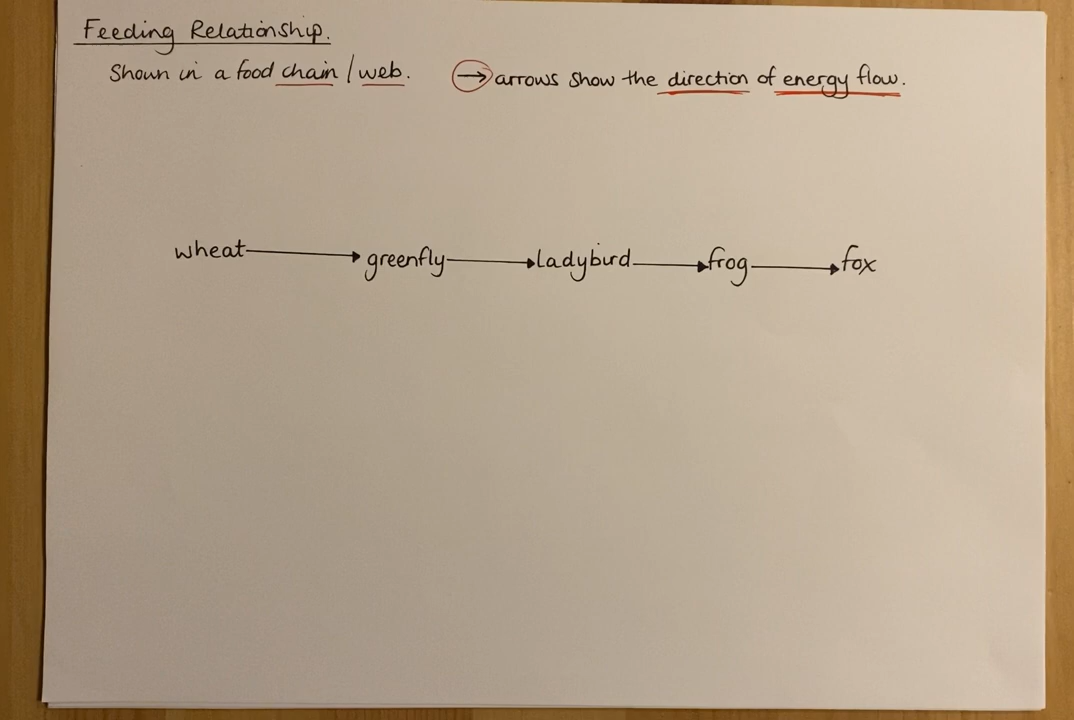 Feeding Relationship.
Shown in a food chain / web. → arrows show the direction of energy flow.
wheat → greenfly → ladybird → frog → fox